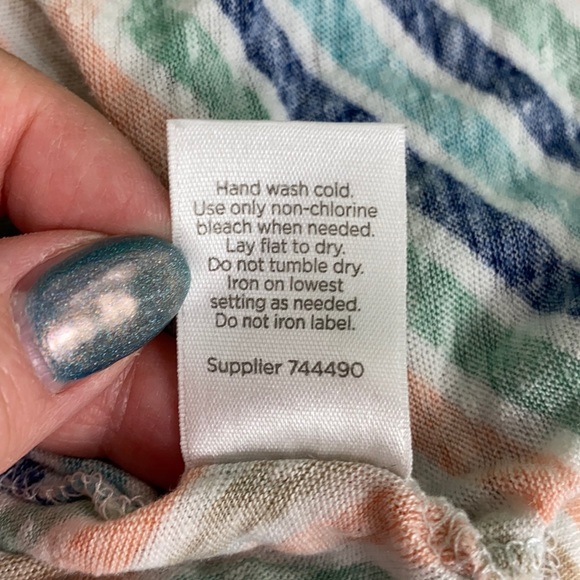 Hand wash cold.
Use only non-chlorine
bleach when needed.
Lay flat to dry.
Do not tumble dry.
Iron on lowest
setting as needed.
Do not iron label.
Supplier 744490